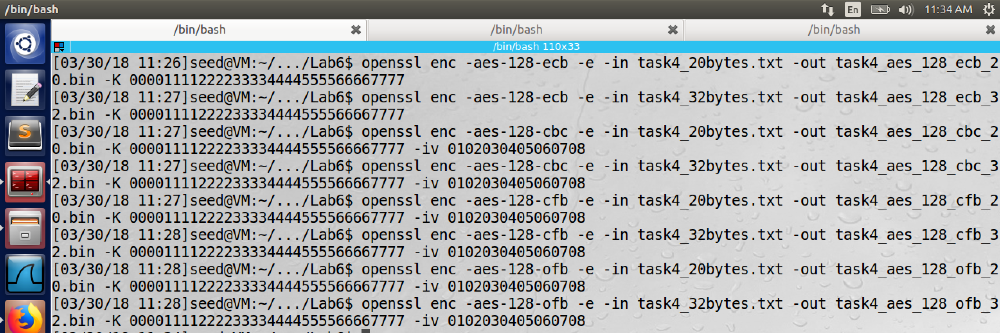 /bin/bash
En
11:34 AM
/bin/bash
/bin/bash
/bin/bash
/bin/bash 110x33
[03/30/18 11:26]seed@VM:~/.../Lab6$ openssl enc -aes-128-ecb -e -in task4_20bytes.txt -out task4_aes_128_ecb_2
0.bin -K 00001111222233334444555566667777
[03/30/18 11:27]seed@VM:~/.../Lab6$ openssl enc -aes-128-ecb -e -in task4_32bytes.txt -out task4_aes_128_ecb_3
2.bin -K 00001111222233334444555566667777
[03/30/18 11:27]seed@VM:~/.../Lab6$ openssl enc -aes-128-cbc -e -in task4_20bytes.txt -out task4_aes_128_cbc_2
0.bin -K 00001111222233334444555566667777 -iv 0102030405060708
[03/30/18 11:27]seed@VM:~/.../Lab6$ openssl enc -aes-128-cbc -e -in task4_32bytes.txt -out task4_aes_128_cbc_3
2.bin -K 00001111222233334444555566667777 -iv 0102030405060708
[03/30/18 11:27]seed@VM:~/.../Lab6$ openssl enc -aes-128-cfb -e -in task4_20bytes.txt -out task4_aes_128_cfb_2
0.bin -K 00001111222233334444555566667777 -iv 0102030405060708
[03/30/18 11:28]seed@VM:~/.../Lab6$ openssl enc -aes-128-cfb -e -in task4_32bytes.txt -out task4_aes_128_cfb_3
2.bin -K 00001111222233334444555566667777 -iv 0102030405060708
[03/30/18 11:28]seed@VM:~/.../Lab6$ openssl enc -aes-128-ofb -e -in task4_20bytes.txt -out task4_aes_128_ofb_2
0.bin -K 00001111222233334444555566667777 -iv 0102030405060708
[03/30/18 11:28]seed@VM:~/.../Lab6$ openssl enc -aes-128-ofb -e -in task4_32bytes.txt -out task4_aes_128_ofb_3
2.bin -K 00001111222233334444555566667777 -iv 0102030405060708